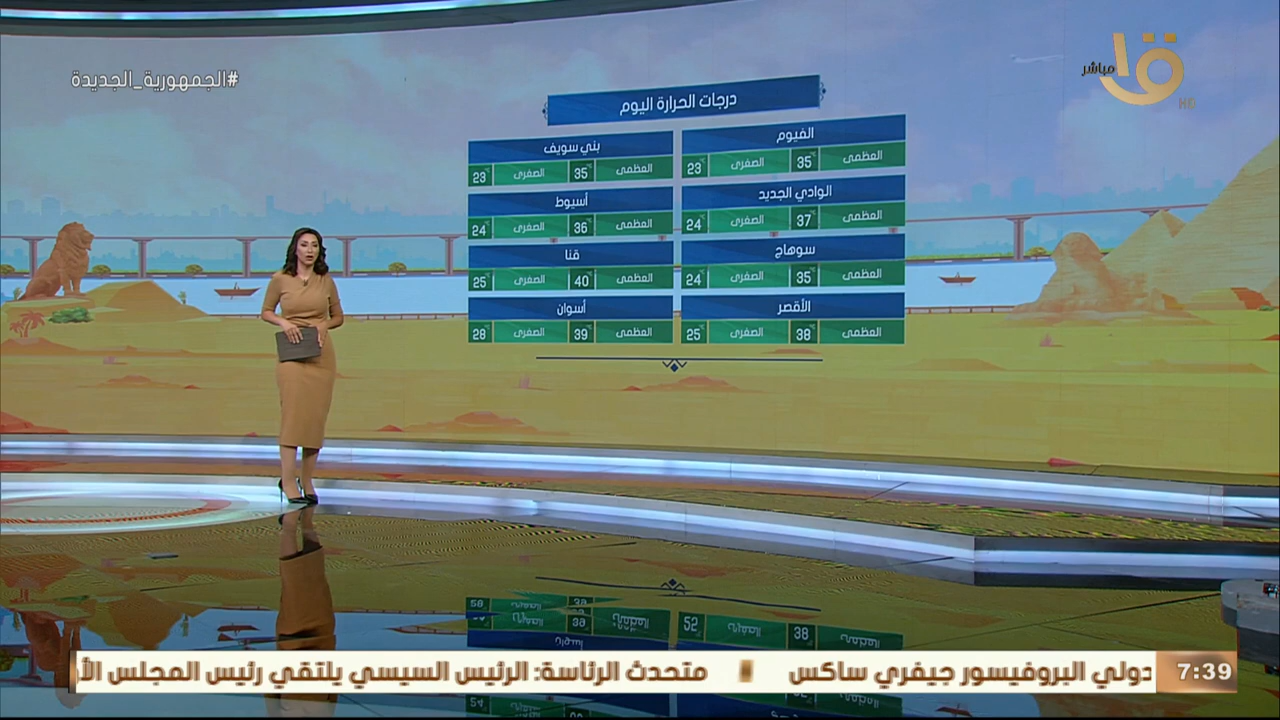 #الجمهورية_الجديدة
مباشر
HD
درجات الحرارة اليوم
الفيوم
العظمى 35 الصغرى 23
بني سويف
العظمى 35 الصغرى 23
الوادي الجديد
العظمى 37 الصغرى 24
أسيوط
العظمى 36 الصغرى 24
سوهاج
العظمى 35 الصغرى 24
قنا
العظمى 40 الصغرى 25
الأقصر
العظمى 38 الصغرى 25
أسوان
العظمى 39 الصغرى 28
7:39 دولي البروفيسور جيفري ساكس متحدث الرئاسة: الرئيس السيسي يلتقي رئيس المجلس